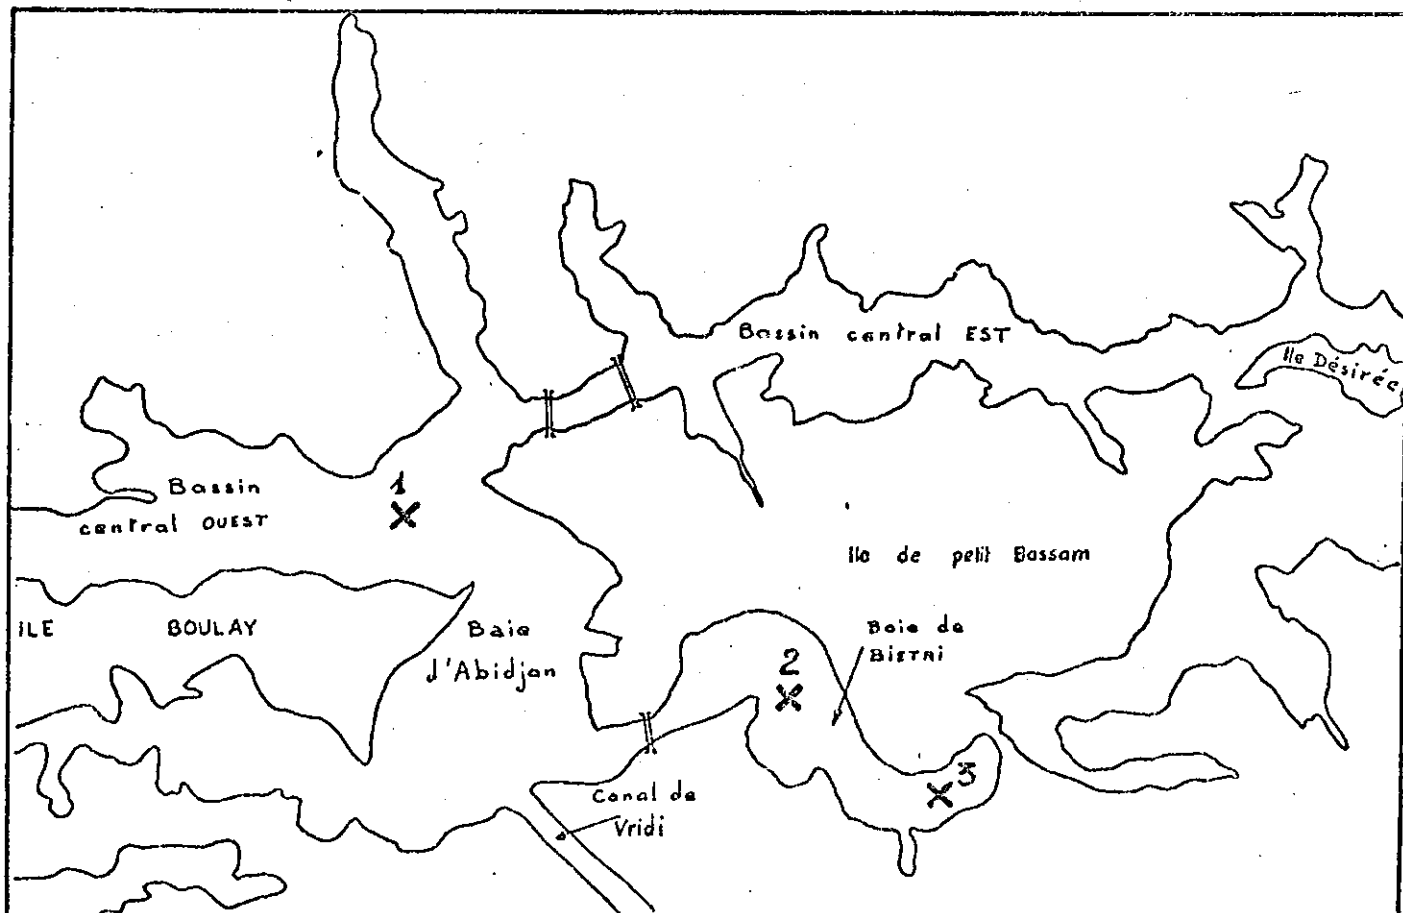 Bassin central EST
Ile Désirée
1
Bassin
central OUEST
Ile de petit Bassam
ILE BOULAY
Baie
d'Abidjan
Baie de
BIETRI
2
3
Canal de
Vridi